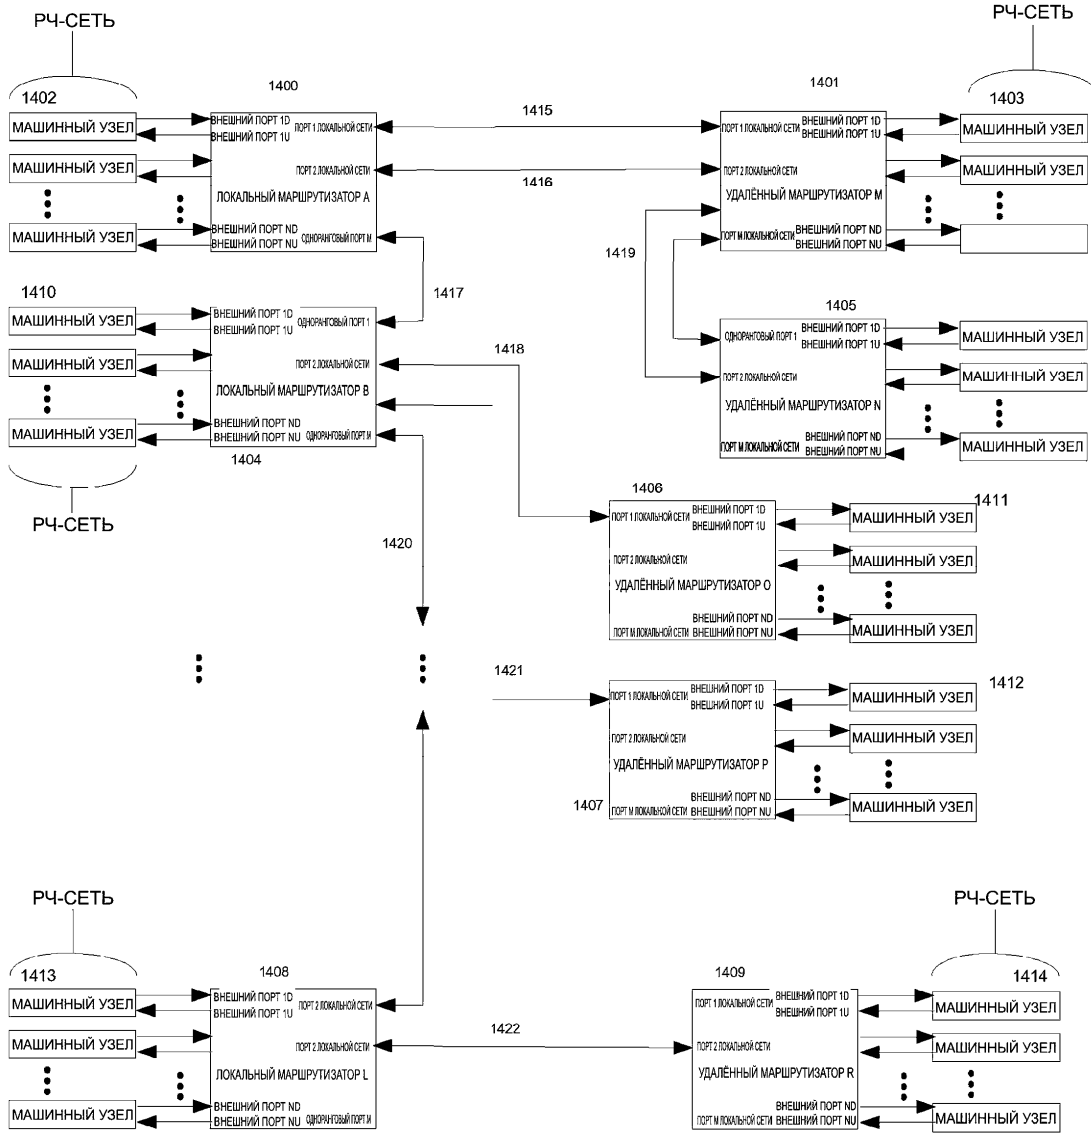 РЧ-СЕТЬ
РЧ-СЕТЬ
1402
1400
1401
1403
МАШИННЫЙ УЗЕЛ
МАШИННЫЙ УЗЕЛ
МАШИННЫЙ УЗЕЛ
ВНЕШНИЙ ПОРТ 1D
ПОРТ 1 ЛОКАЛЬНОЙ СЕТИ
ВНЕШНИЙ ПОРТ 1U
ПОРТ 2 ЛОКАЛЬНОЙ СЕТИ
ЛОКАЛЬНЫЙ МАРШРУТИЗАТОР A
ВНЕШНИЙ ПОРТ ND
ОДНОРАНГОВЫЙ ПОРТ M
ВНЕШНИЙ ПОРТ NU
1415
1416
1419
1417
ВНЕШНИЙ ПОРТ 1D
ПОРТ 1 ЛОКАЛЬНОЙ СЕТИ
ВНЕШНИЙ ПОРТ 1U
ПОРТ 2 ЛОКАЛЬНОЙ СЕТИ
УДАЛЁННЫЙ МАРШРУТИЗАТОР M
ВНЕШНИЙ ПОРТ ND
ПОРТ M ЛОКАЛЬНОЙ СЕТИ
ВНЕШНИЙ ПОРТ NU
МАШИННЫЙ УЗЕЛ
МАШИННЫЙ УЗЕЛ
1410
МАШИННЫЙ УЗЕЛ
МАШИННЫЙ УЗЕЛ
МАШИННЫЙ УЗЕЛ
РЧ-СЕТЬ
ВНЕШНИЙ ПОРТ 1D
ОДНОРАНГОВЫЙ ПОРТ 1
ВНЕШНИЙ ПОРТ 1U
ПОРТ 2 ЛОКАЛЬНОЙ СЕТИ
ЛОКАЛЬНЫЙ МАРШРУТИЗАТОР B
ВНЕШНИЙ ПОРТ ND
ВНЕШНИЙ ПОРТ NU
ОДНОРАНГОВЫЙ ПОРТ M
1404
1418
1420
1405
ВНЕШНИЙ ПОРТ 1D
ОДНОРАНГОВЫЙ ПОРТ 1
ВНЕШНИЙ ПОРТ 1U
ПОРТ 2 ЛОКАЛЬНОЙ СЕТИ
УДАЛЁННЫЙ МАРШРУТИЗАТОР N
ВНЕШНИЙ ПОРТ ND
ПОРТ M ЛОКАЛЬНОЙ СЕТИ
ВНЕШНИЙ ПОРТ NU
МАШИННЫЙ УЗЕЛ
МАШИННЫЙ УЗЕЛ
МАШИННЫЙ УЗЕЛ
1406
1411
ВНЕШНИЙ ПОРТ 1D
ПОРТ 1 ЛОКАЛЬНОЙ СЕТИ
ВНЕШНИЙ ПОРТ 1U
ПОРТ 2 ЛОКАЛЬНОЙ СЕТИ
УДАЛЁННЫЙ МАРШРУТИЗАТОР O
ВНЕШНИЙ ПОРТ ND
ПОРТ M ЛОКАЛЬНОЙ СЕТИ
ВНЕШНИЙ ПОРТ NU
МАШИННЫЙ УЗЕЛ
МАШИННЫЙ УЗЕЛ
МАШИННЫЙ УЗЕЛ
1421
1412
ВНЕШНИЙ ПОРТ 1D
ПОРТ 1 ЛОКАЛЬНОЙ СЕТИ
ВНЕШНИЙ ПОРТ 1U
ПОРТ 2 ЛОКАЛЬНОЙ СЕТИ
УДАЛЁННЫЙ МАРШРУТИЗАТОР P
ВНЕШНИЙ ПОРТ ND
1407
ПОРТ M ЛОКАЛЬНОЙ СЕТИ
ВНЕШНИЙ ПОРТ NU
МАШИННЫЙ УЗЕЛ
МАШИННЫЙ УЗЕЛ
МАШИННЫЙ УЗЕЛ
РЧ-СЕТЬ
РЧ-СЕТЬ
1413
1408
1409
1414
МАШИННЫЙ УЗЕЛ
МАШИННЫЙ УЗЕЛ
МАШИННЫЙ УЗЕЛ
ВНЕШНИЙ ПОРТ 1D
ПОРТ 2 ЛОКАЛЬНОЙ СЕТИ
ВНЕШНИЙ ПОРТ 1U
ПОРТ 2 ЛОКАЛЬНОЙ СЕТИ
ЛОКАЛЬНЫЙ МАРШРУТИЗАТОР L
ВНЕШНИЙ ПОРТ ND
ВНЕШНИЙ ПОРТ NU
ОДНОРАНГОВЫЙ ПОРТ M
1422
ВНЕШНИЙ ПОРТ 1D
ПОРТ 1 ЛОКАЛЬНОЙ СЕТИ
ВНЕШНИЙ ПОРТ 1U
ПОРТ 2 ЛОКАЛЬНОЙ СЕТИ
УДАЛЁННЫЙ МАРШРУТИЗАТОР R
ВНЕШНИЙ ПОРТ ND
ПОРТ M ЛОКАЛЬНОЙ СЕТИ
ВНЕШНИЙ ПОРТ NU
МАШИННЫЙ УЗЕЛ
МАШИННЫЙ УЗЕЛ
МАШИННЫЙ УЗЕЛ